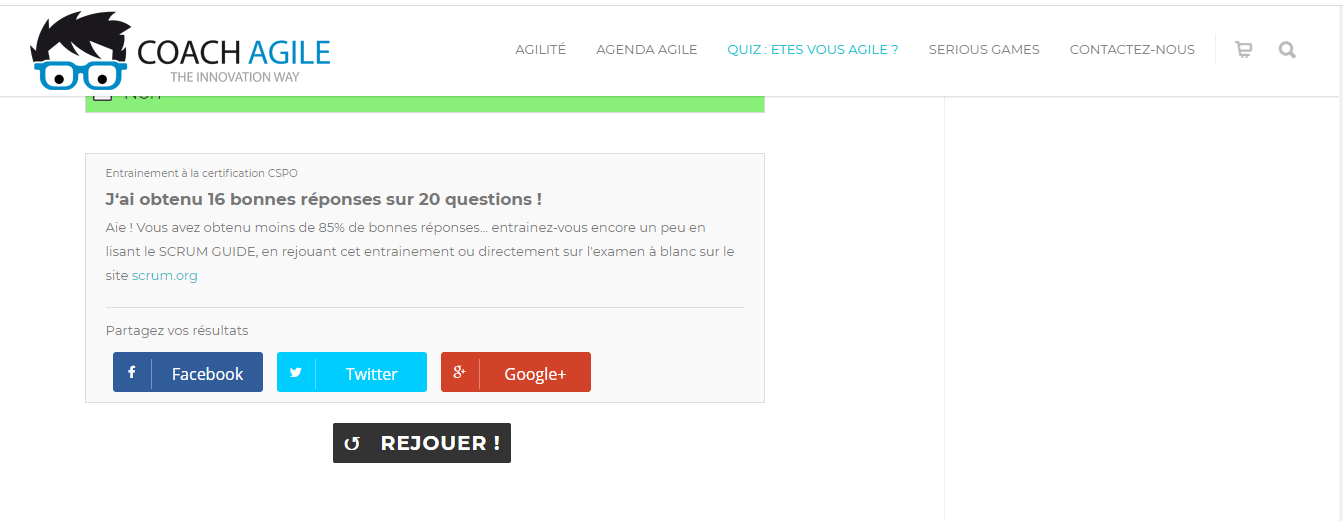 COACH AGILE
THE INNOVATION WAY
AGILITÉ
AGENDA AGILE
QUIZ : ETES VOUS AGILE ?
SERIOUS GAMES
CONTACTEZ-NOUS
Entrainement à la certification CSPO
J‘ai obtenu 16 bonnes réponses sur 20 questions !
Aie ! Vous avez obtenu moins de 85% de bonnes réponses... entrainez-vous encore un peu en
lisant le SCRUM GUIDE, en rejouant cet entrainement ou directement sur l'examen à blanc sur le
site scrum.org
Partagez vos résultats
Facebook
Twitter
Google+
REJOUER !